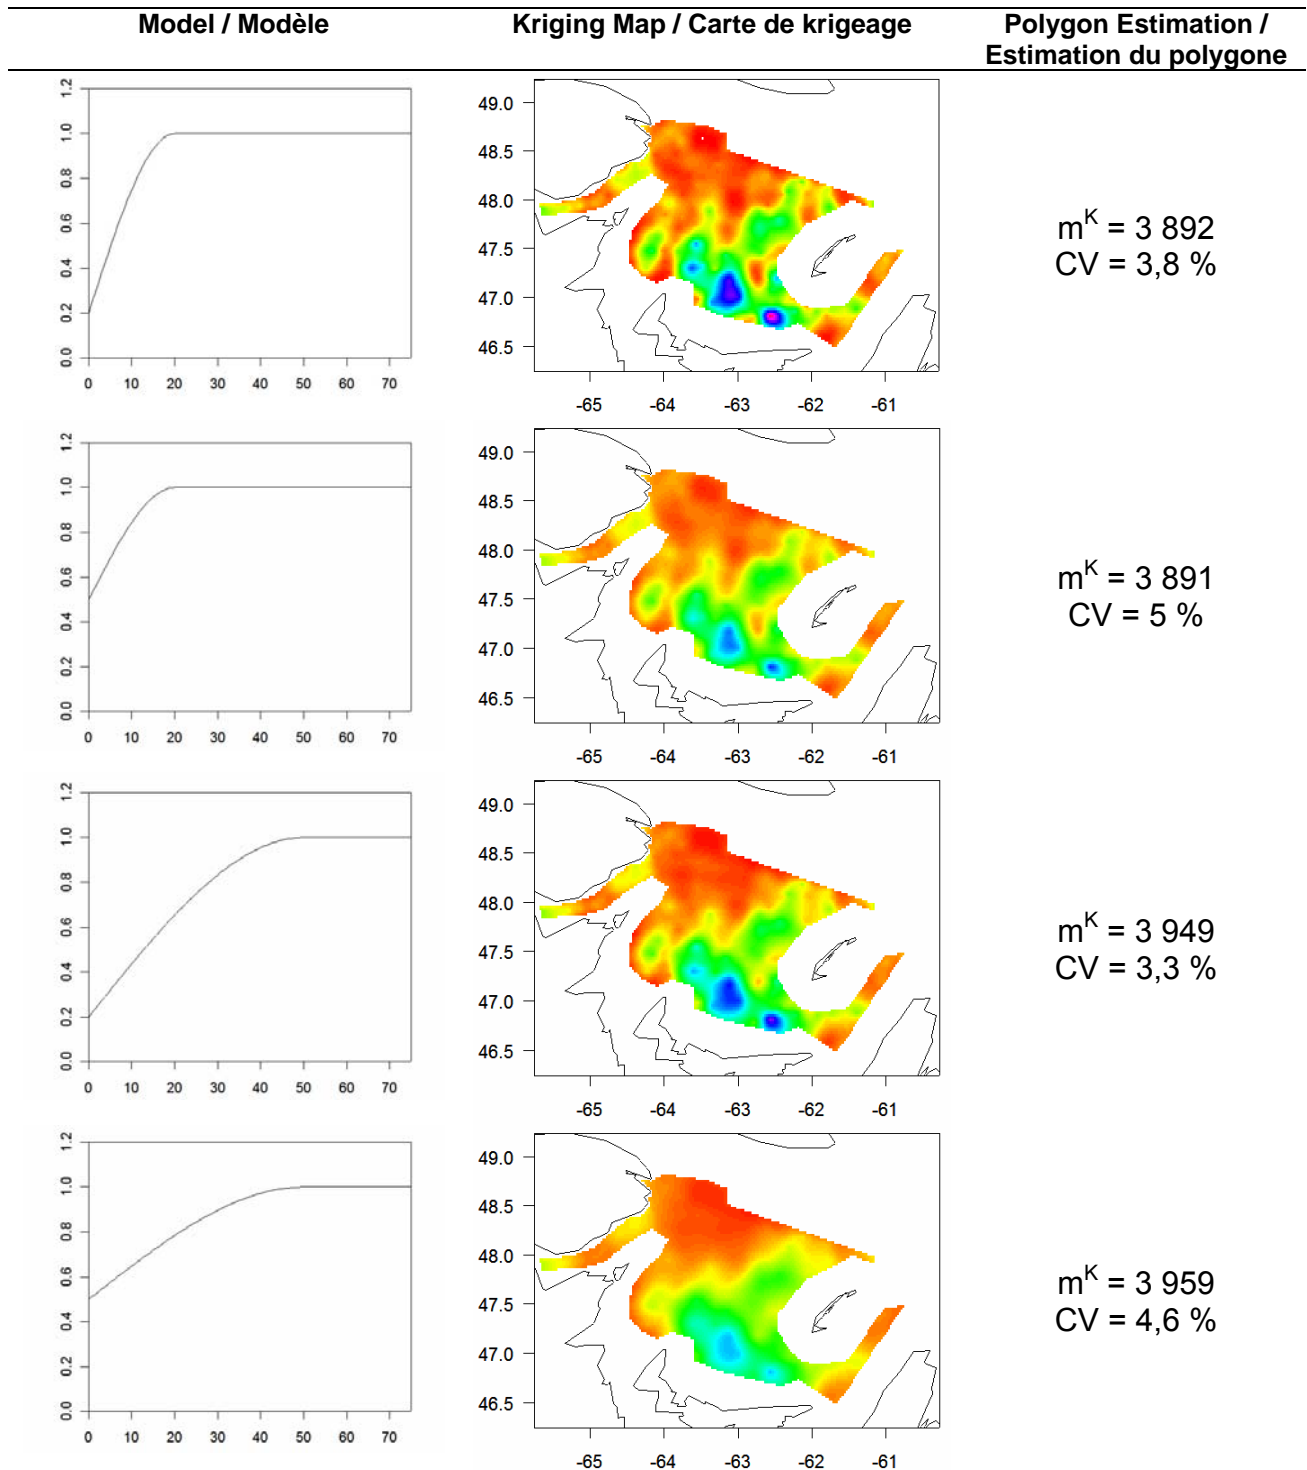 Model / Modèle
Kriging Map / Carte de krigeage
Polygon Estimation /
Estimation du polygone
1.2
1.0
0.8
0.6
0.4
0.2
0.0
0 10 20 30 40 50 60 70
49.0
48.5
48.0
47.5
47.0
46.5
-65 -64 -63 -62 -61
m^K = 3 892
CV = 3,8 %
1.2
1.0
0.8
0.6
0.4
0.2
0.0
0 10 20 30 40 50 60 70
49.0
48.5
48.0
47.5
47.0
46.5
-65 -64 -63 -62 -61
m^K = 3 891
CV = 5 %
1.2
1.0
0.8
0.6
0.4
0.2
0.0
0 10 20 30 40 50 60 70
49.0
48.5
48.0
47.5
47.0
46.5
-65 -64 -63 -62 -61
m^K = 3 949
CV = 3,3 %
1.2
1.0
0.8
0.6
0.4
0.2
0.0
0 10 20 30 40 50 60 70
49.0
48.5
48.0
47.5
47.0
46.5
-65 -64 -63 -62 -61
m^K = 3 959
CV = 4,6 %